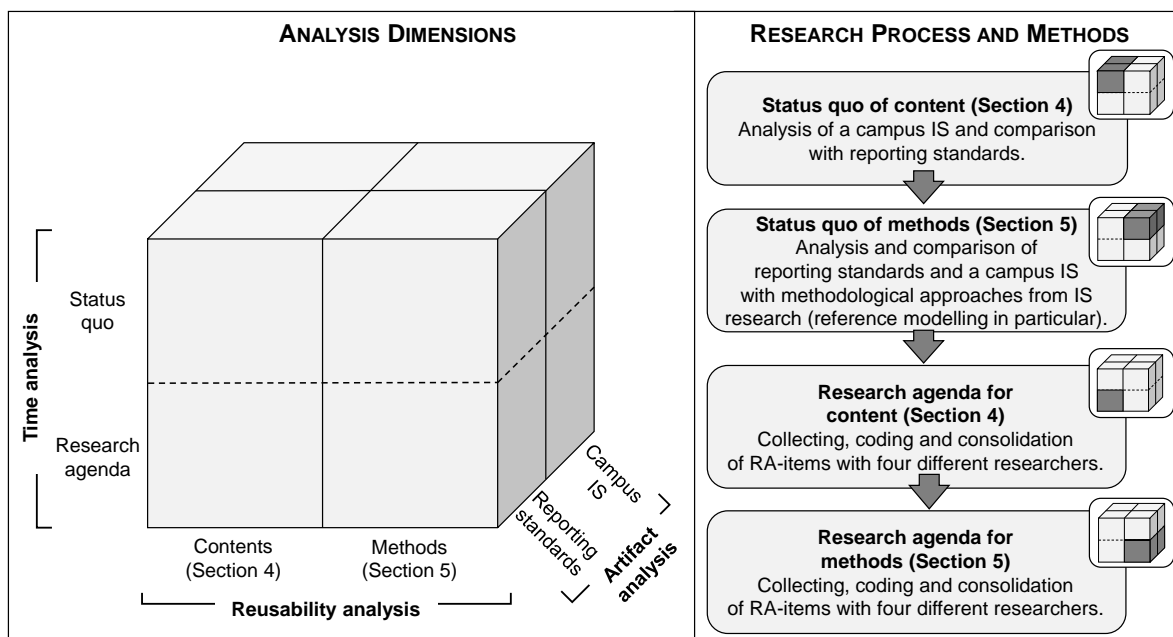 ANALYSIS DIMENSIONS
Time analysis
Status
quo
Research
agenda
Contents
(Section 4)
Methods
(Section 5)
Reusability analysis
Reporting
standards
Campus
IS
Artifact
analysis
RESEARCH PROCESS AND METHODS
Status quo of content (Section 4)
Analysis of a campus IS and comparison
with reporting standards.
Status quo of methods (Section 5)
Analysis and comparison of
reporting standards and a campus IS
with methodological approaches from IS
research (reference modelling in particular).
Research agenda for
content (Section 4)
Collecting, coding and consolidation
of RA-items with four different researchers.
Research agenda for
methods (Section 5)
Collecting, coding and consolidation
of RA-items with four different researchers.